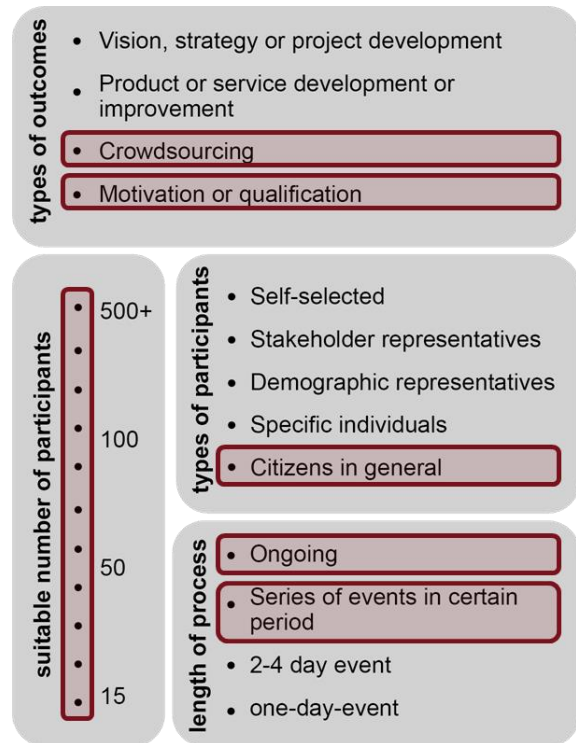 types of outcomes
• Vision, strategy or project development
• Product or service development or
improvement
• Crowdsourcing
• Motivation or qualification
suitable number of participants
• 500+
•
•
• 100
•
•
• 50
•
•
•
• 15
types of participants
• Self-selected
• Stakeholder representatives
• Demographic representatives
• Specific individuals
• Citizens in general
length of process
• Ongoing
• Series of events in certain
period
• 2-4 day event
• one-day-event